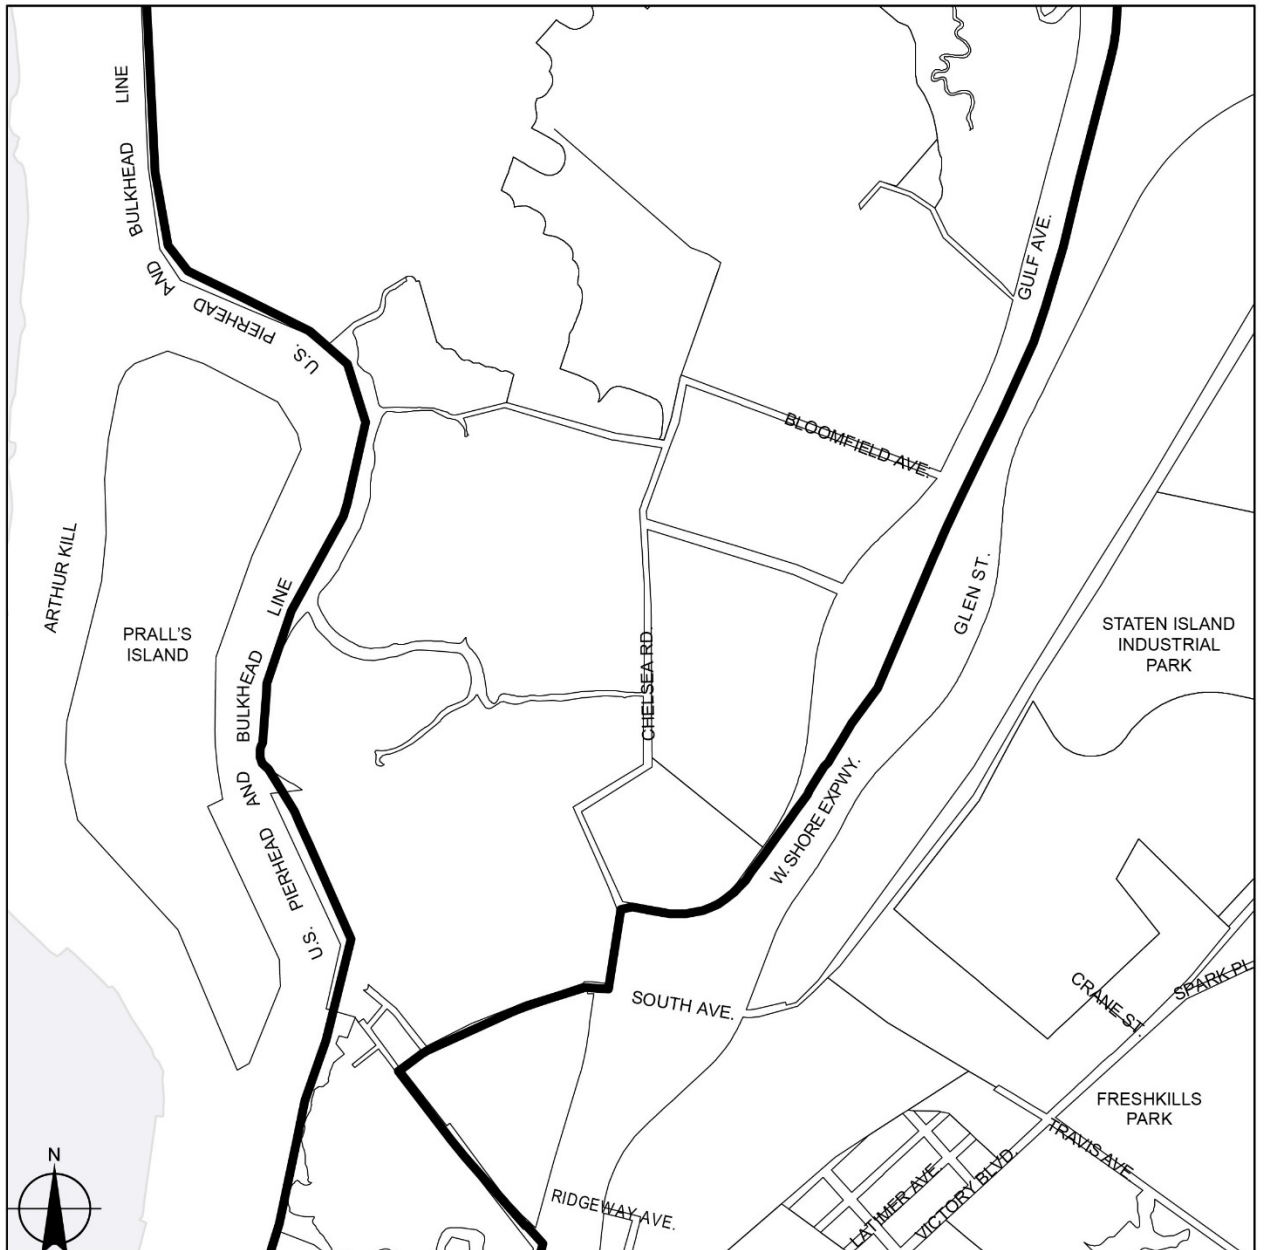 LINE
BULKHEAD
AND
PIERHEAD
U.S.
GULF AVE.
BLOOMFIELD AVE.
ARTHUR KILL
PRALL'S
ISLAND
LINE
BULKHEAD
AND
PIERHEAD
U.S.
GLEN ST.
STATEN ISLAND
INDUSTRIAL
PARK
CHELSEA RD.
W. SHORE EXPWY.
SOUTH AVE.
CRANE ST.
SPARK PL
FRESHKILLS
PARK
TRAVIS AVE
N
RIDGEWAY AVE.
LATIMER AVE
VICTORY BLVD.